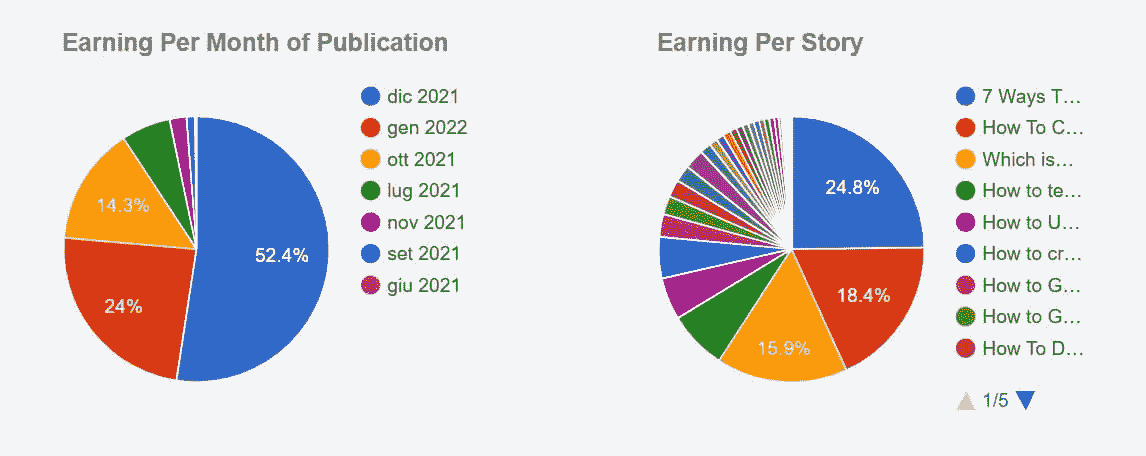 Earning Per Month of Publication
52.4%
24%
14.3%
dic 2021
gen 2022
ott 2021
lug 2021
nov 2021
set 2021
giu 2021
Earning Per Story
24.8%
18.4%
15.9%
7 Ways T...
How To C...
Which is...
How to te...
How to U...
How to cr...
How to G...
How to G...
How To D...
1/5